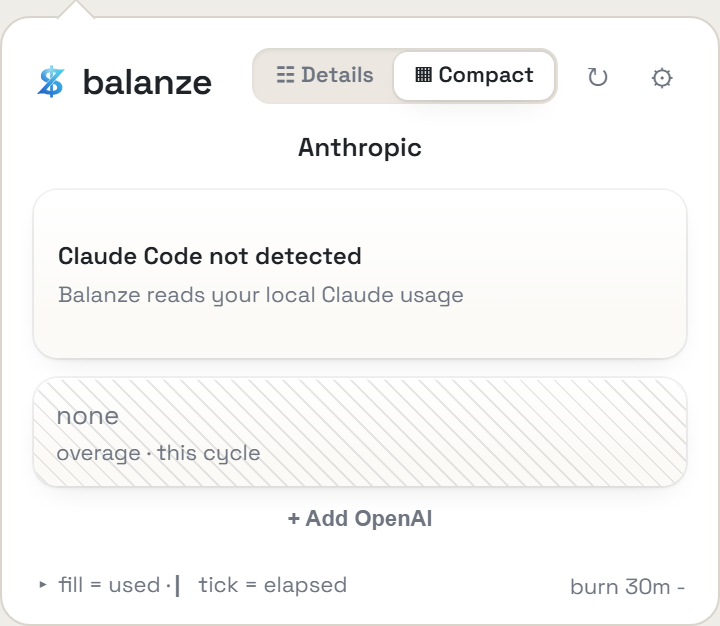 balanze
Details
Compact
Anthropic
Claude Code not detected
Balanze reads your local Claude usage
none
overage · this cycle
+ Add OpenAI
▸ fill = used · | tick = elapsed
burn 30m -